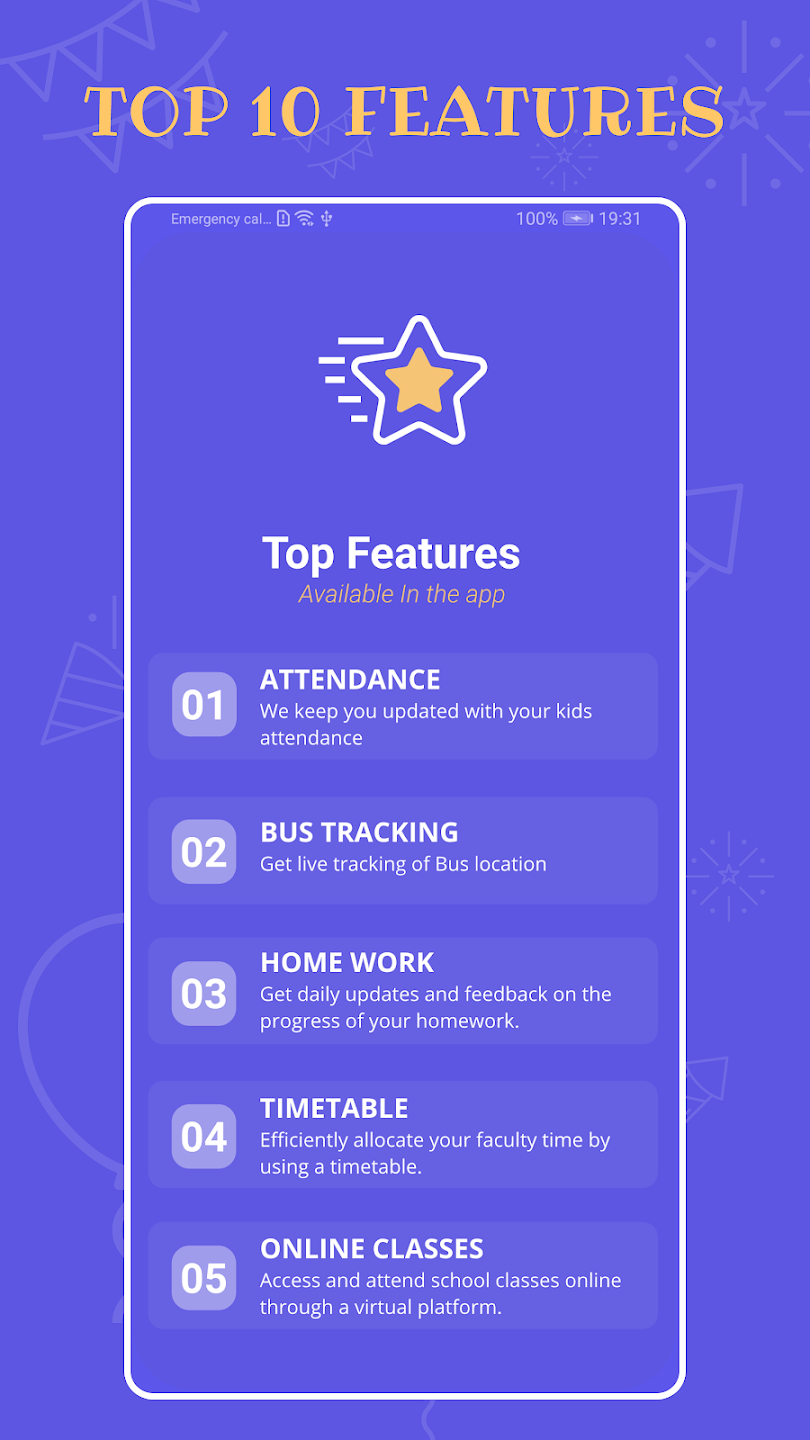 TOP 10 FEATURES
Emergency cal... 100% 19:31
Top Features
Available In the app
01
ATTENDANCE
We keep you updated with your kids
attendance
02
BUS TRACKING
Get live tracking of Bus location
03
HOME WORK
Get daily updates and feedback on the
progress of your homework.
04
TIMETABLE
Efficiently allocate your faculty time by
using a timetable.
05
ONLINE CLASSES
Access and attend school classes online
through a virtual platform.